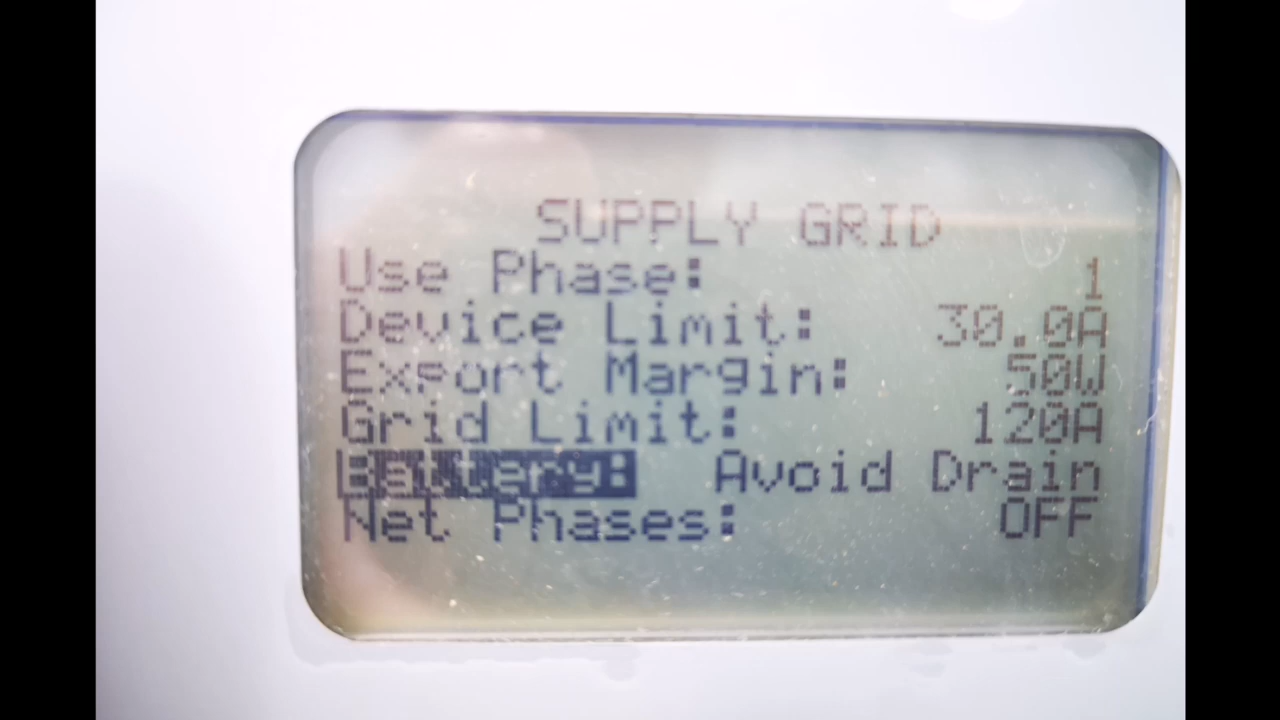 SUPPLY GRID
Use Phase: 1
Device Limit: 30.0A
Export Margin: 50W
Grid Limit: 120A
Battery: Avoid Drain
Net Phases: OFF